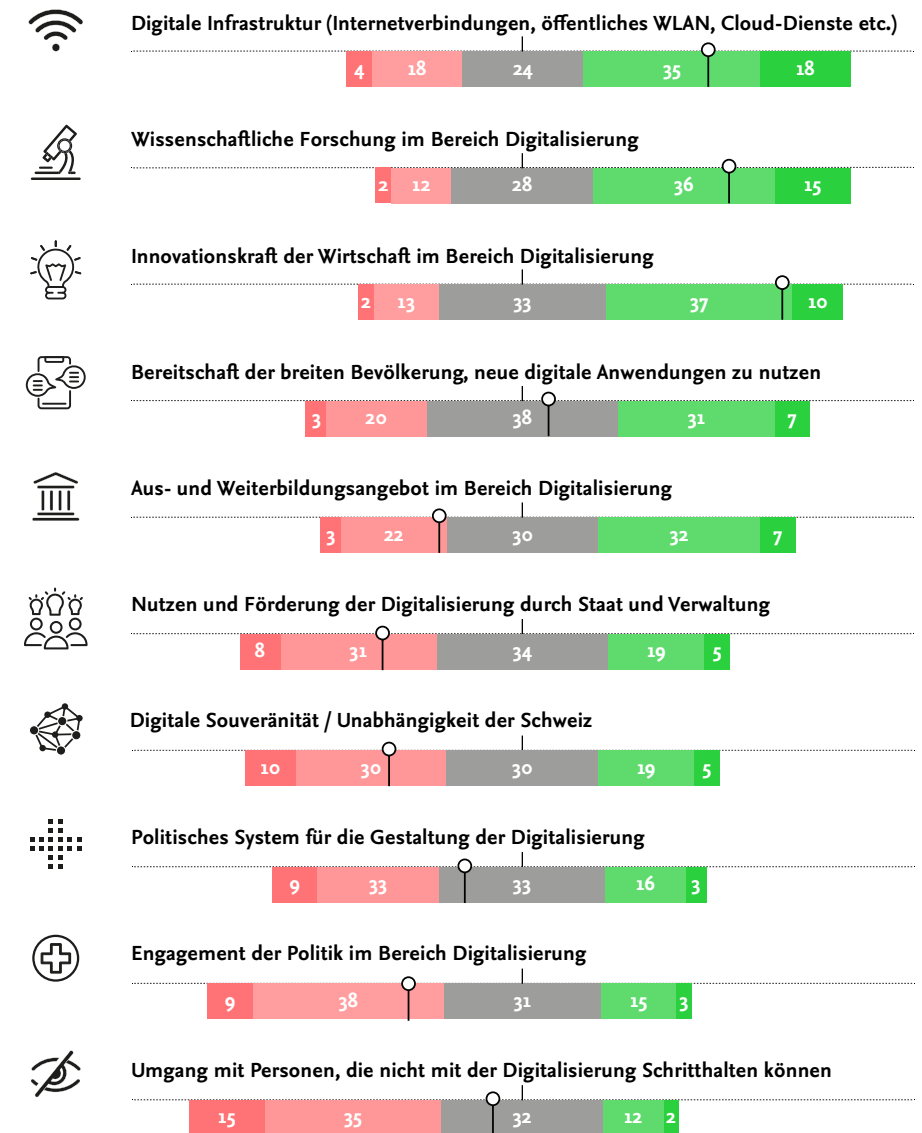 Digitale Infrastruktur (Internetverbindungen, öffentliches WLAN, Cloud-Dienste etc.)
4 18 24 35 18
Wissenschaftliche Forschung im Bereich Digitalisierung
2 12 28 36 15
Innovationskraft der Wirtschaft im Bereich Digitalisierung
2 13 33 37 10
Bereitschaft der breiten Bevölkerung, neue digitale Anwendungen zu nutzen
3 20 38 31 7
Aus- und Weiterbildungsangebot im Bereich Digitalisierung
3 22 30 32 7
Nutzen und Förderung der Digitalisierung durch Staat und Verwaltung
8 31 34 19 5
Digitale Souveränität / Unabhängigkeit der Schweiz
10 30 30 19 5
Politisches System für die Gestaltung der Digitalisierung
9 33 33 16 3
Engagement der Politik im Bereich Digitalisierung
9 38 31 15 3
Umgang mit Personen, die nicht mit der Digitalisierung Schritthalten können
15 35 32 12 2